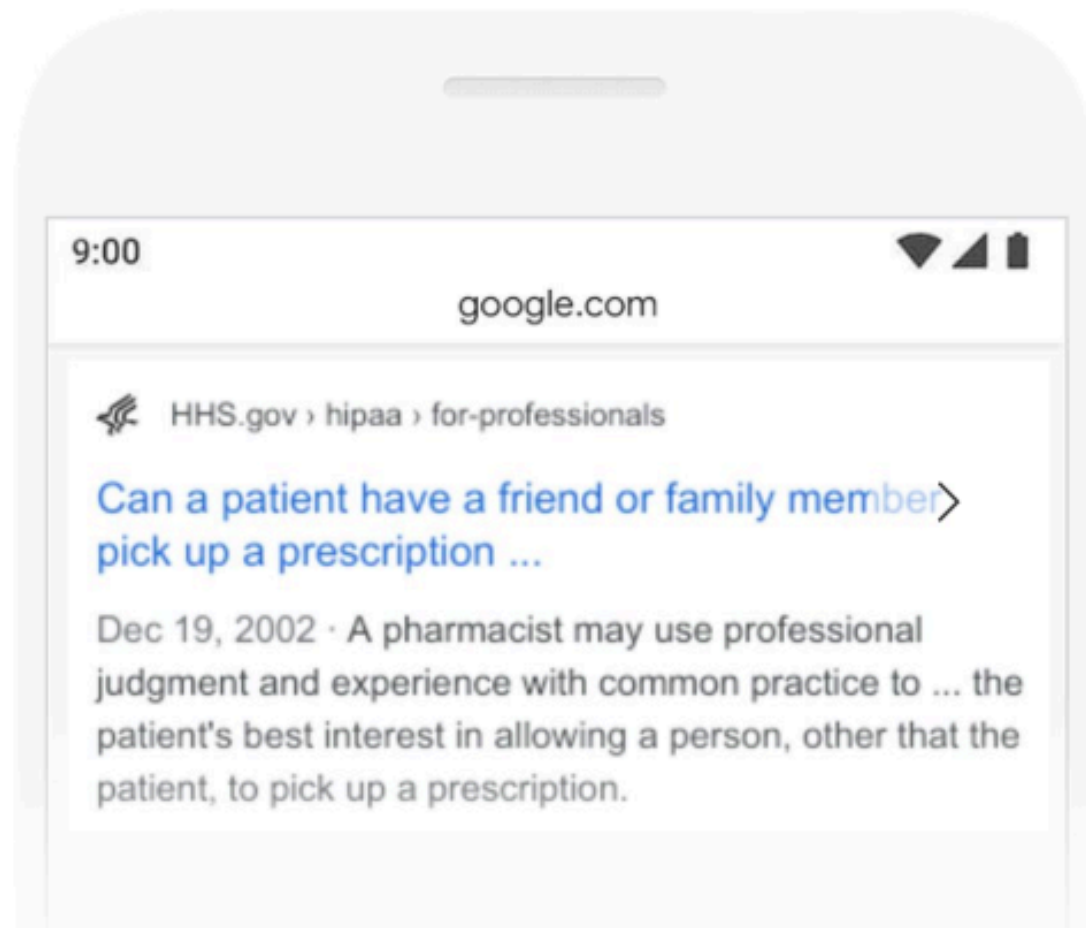 9:00
google.com
HHS.gov › hipaa › for-professionals
Can a patient have a friend or family member
pick up a prescription ...
Dec 19, 2002 · A pharmacist may use professional
judgment and experience with common practice to ... the
patient's best interest in allowing a person, other that the
patient, to pick up a prescription.